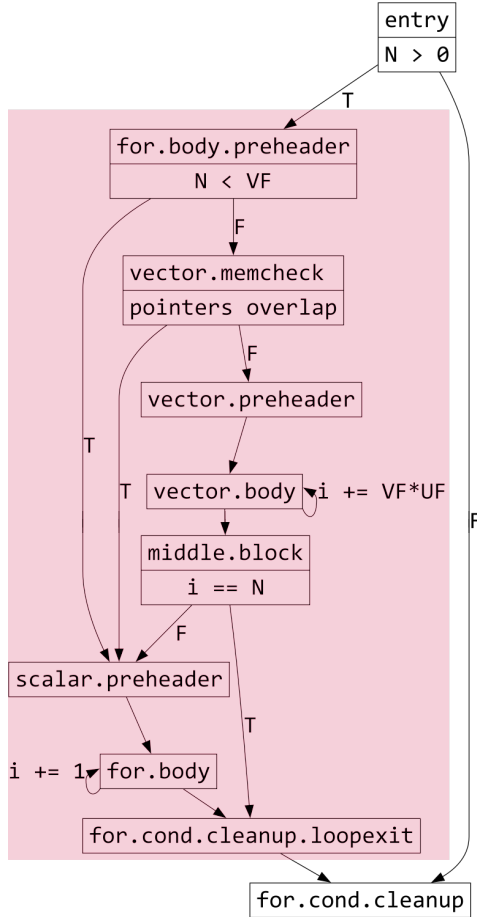 entry
N > 0
T
for.body.preheader
N < VF
F
vector.memcheck
pointers overlap
F
vector.preheader
T
T
vector.body
i += VF*UF
F
middle.block
i == N
F
scalar.preheader
T
i += 1
for.body
for.cond.cleanup.loopexit
for.cond.cleanup